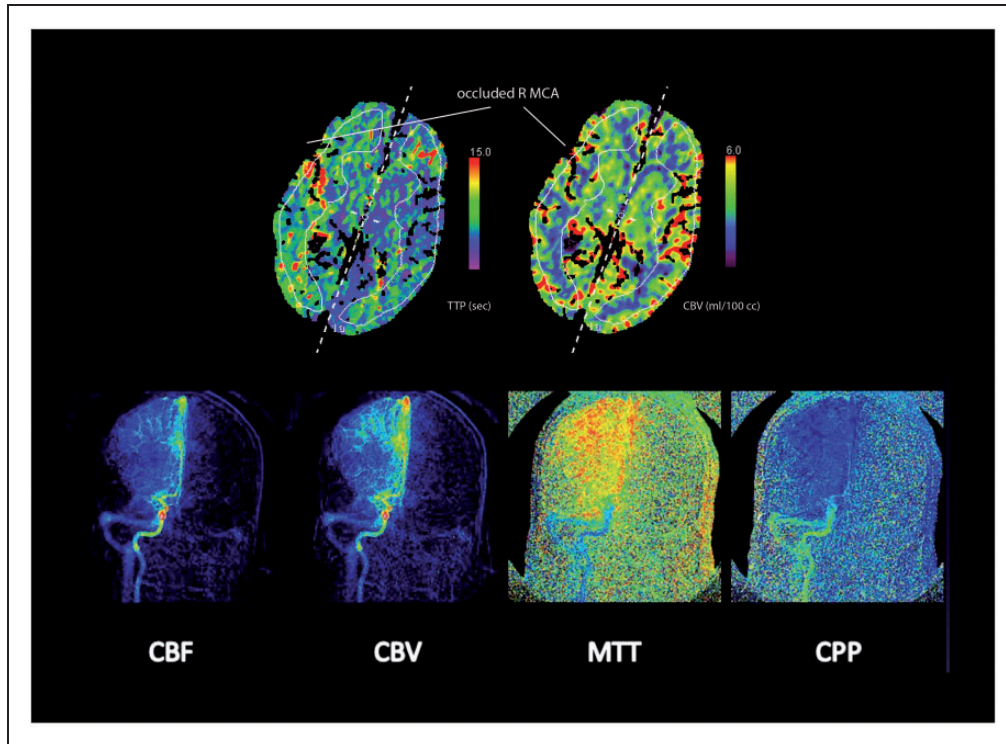 occluded R MCA
15.0
6.0
TTP (sec)
CBV (ml/100 cc)
CBF
CBV
MTT
CPP